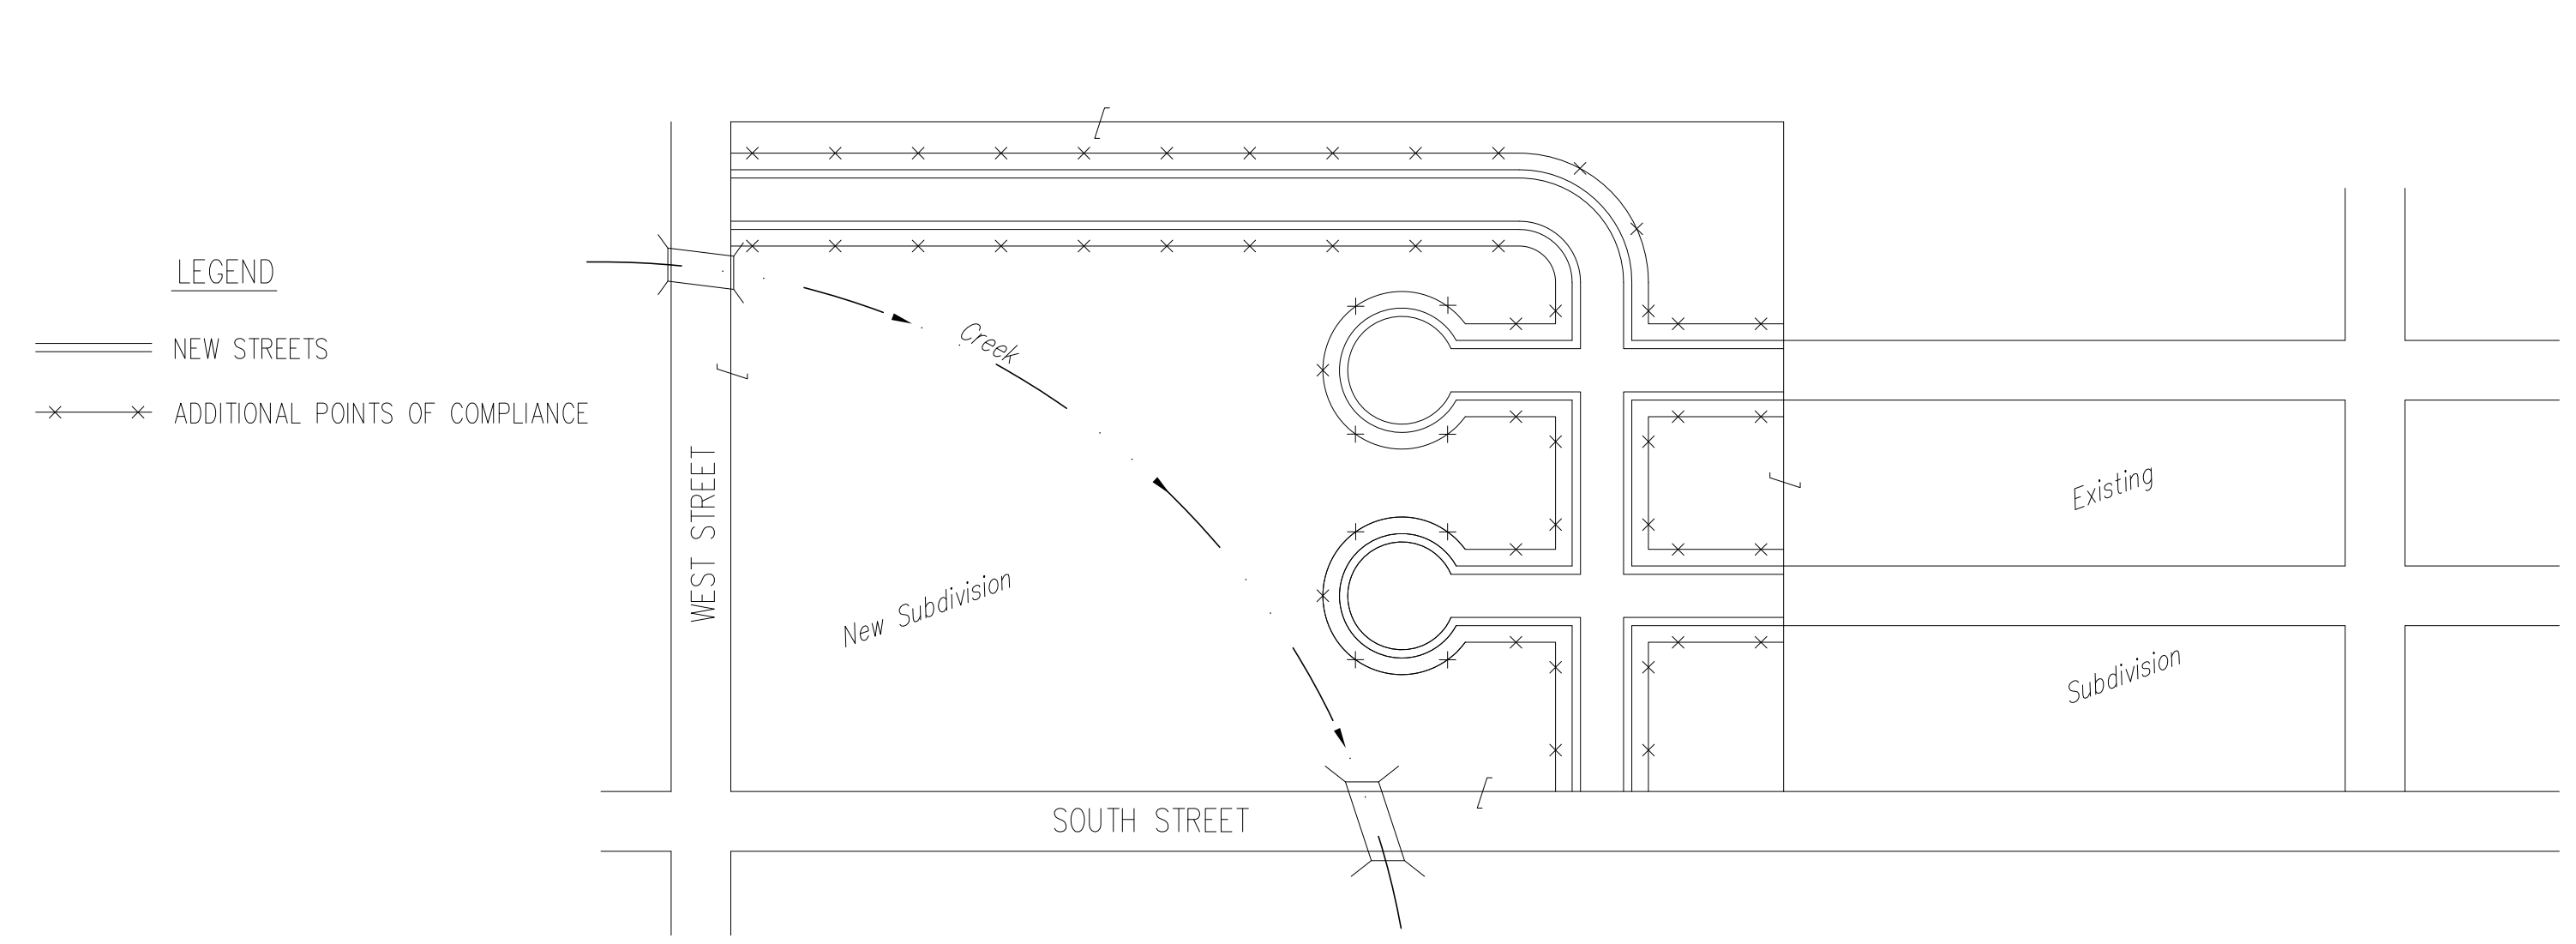 LEGEND
NEW STREETS
ADDITIONAL POINTS OF COMPLIANCE
WEST STREET
Creek
New Subdivision
SOUTH STREET
Existing
Subdivision